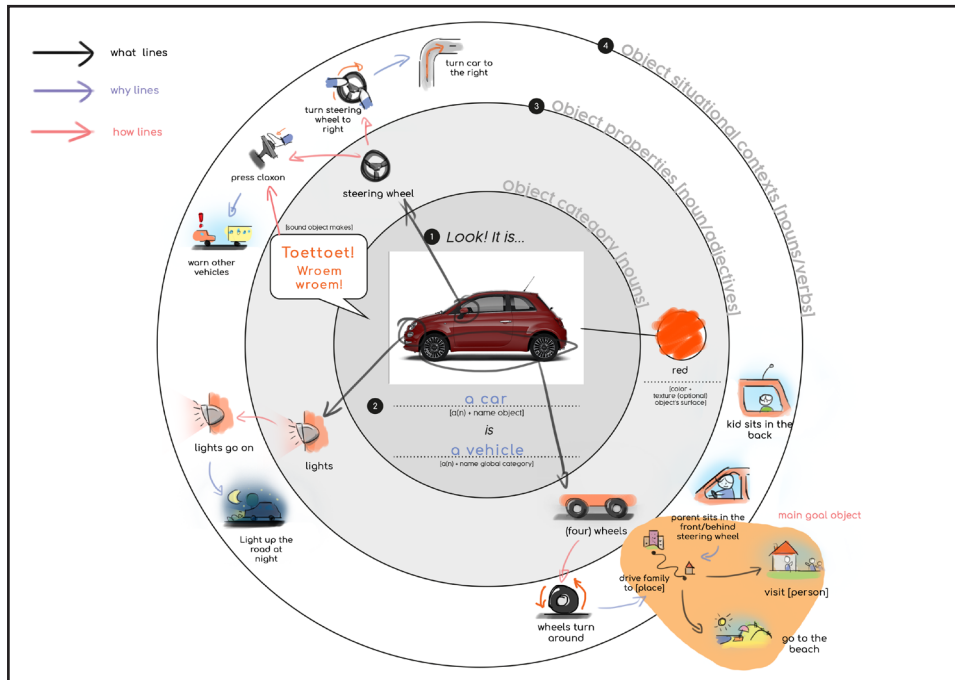 what lines
why lines
how lines
4
Object situational contexts [nouns/verbs]
3
Object properties [noun/adjectives]
Object category [nouns]
turn car to
the right
turn steering
wheel to
right
press claxon
steering wheel
warn other
vehicles
[sound object makes]
Toettoet!
Wroem
wroem!
1
Look! It is...
2
a car
[a(n) + name object]
is
a vehicle
[a(n) + name global category]
red
[color +
texture (optional)
object's surface]
kid sits in the
back
lights go on
lights
Light up the
road at
night
(four) wheels
wheels turn
around
parent sits in the
front/behind
steering wheel
main goal object
drive family
to [place]
visit [person]
go to the
beach